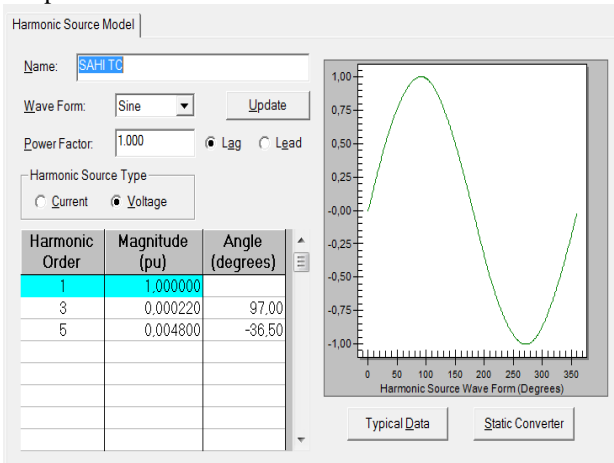 Harmonic Source Model
Name: SAHI TC
Wave Form: Sine Update
Power Factor: 1.000 Lag Lead
Harmonic Source Type
Current Voltage
Harmonic Order Magnitude (pu) Angle (degrees)
1 1,000000
3 0,000220 97,00
5 0,004800 -36,50
1,00
0,75
0,50
0,25
-0,00
-0,25
-0,50
-0,75
-1,00
0 50 100 150 200 250 300 350
Harmonic Source Wave Form (Degrees)
Typical Data Static Converter